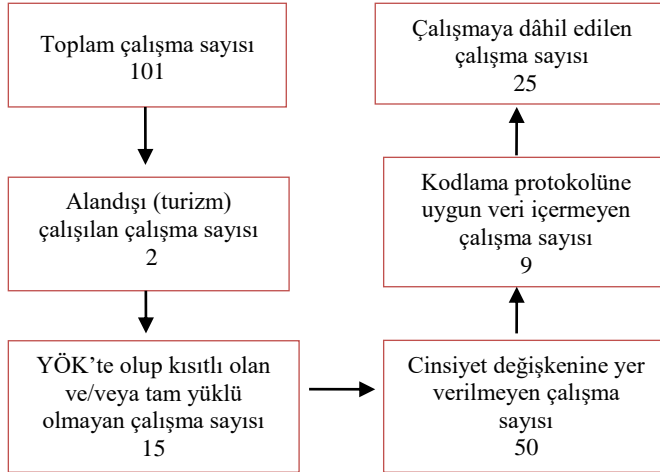 Toplam çalışma sayısı
101
Alandışı (turizm)
çalışılan çalışma sayısı
2
YÖK’te olup kısıtlı olan
ve/veya tam yüklü
olmayan çalışma sayısı
15
Cinsiyet değişkenine yer
verilmeyen çalışma
sayısı
50
Kodlama protokolüne
uygun veri içermeyen
çalışma sayısı
9
Çalışmaya dâhil edilen
çalışma sayısı
25